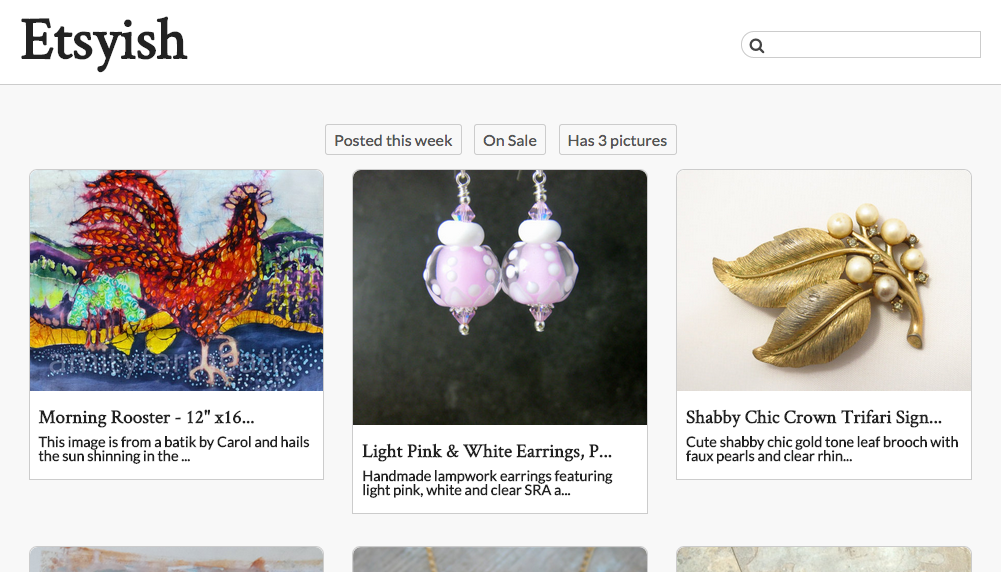 Etsyish
Posted this week
On Sale
Has 3 pictures
Morning Rooster - 12" x16...
This image is from a batik by Carol and hails
the sun shinning in the ...
Light Pink & White Earrings, P...
Handmade lampwork earrings featuring
light pink, white and clear SRA a...
Shabby Chic Crown Trifari Sign...
Cute shabby chic gold tone leaf brooch with
faux pearls and clear rhin...